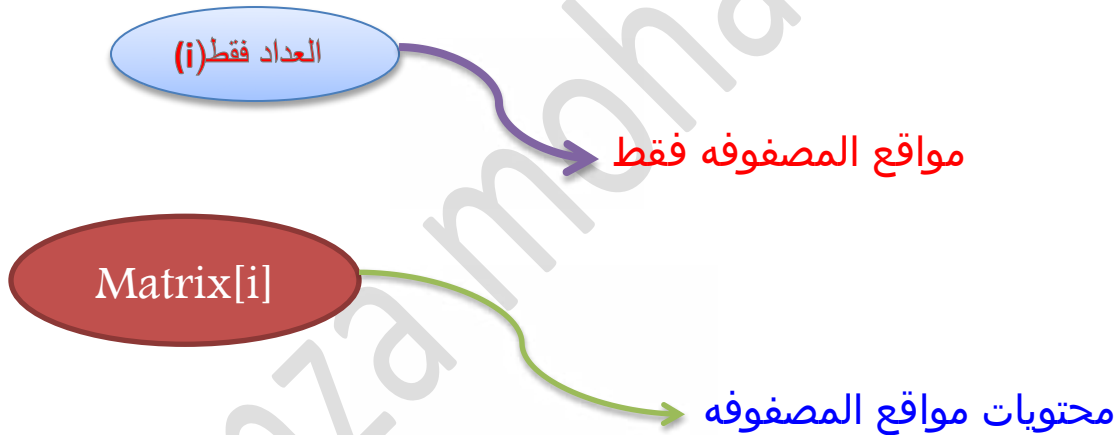 العداد فقط(i)
مواقع المصفوفه فقط
Matrix[i]
محتويات مواقع المصفوفه